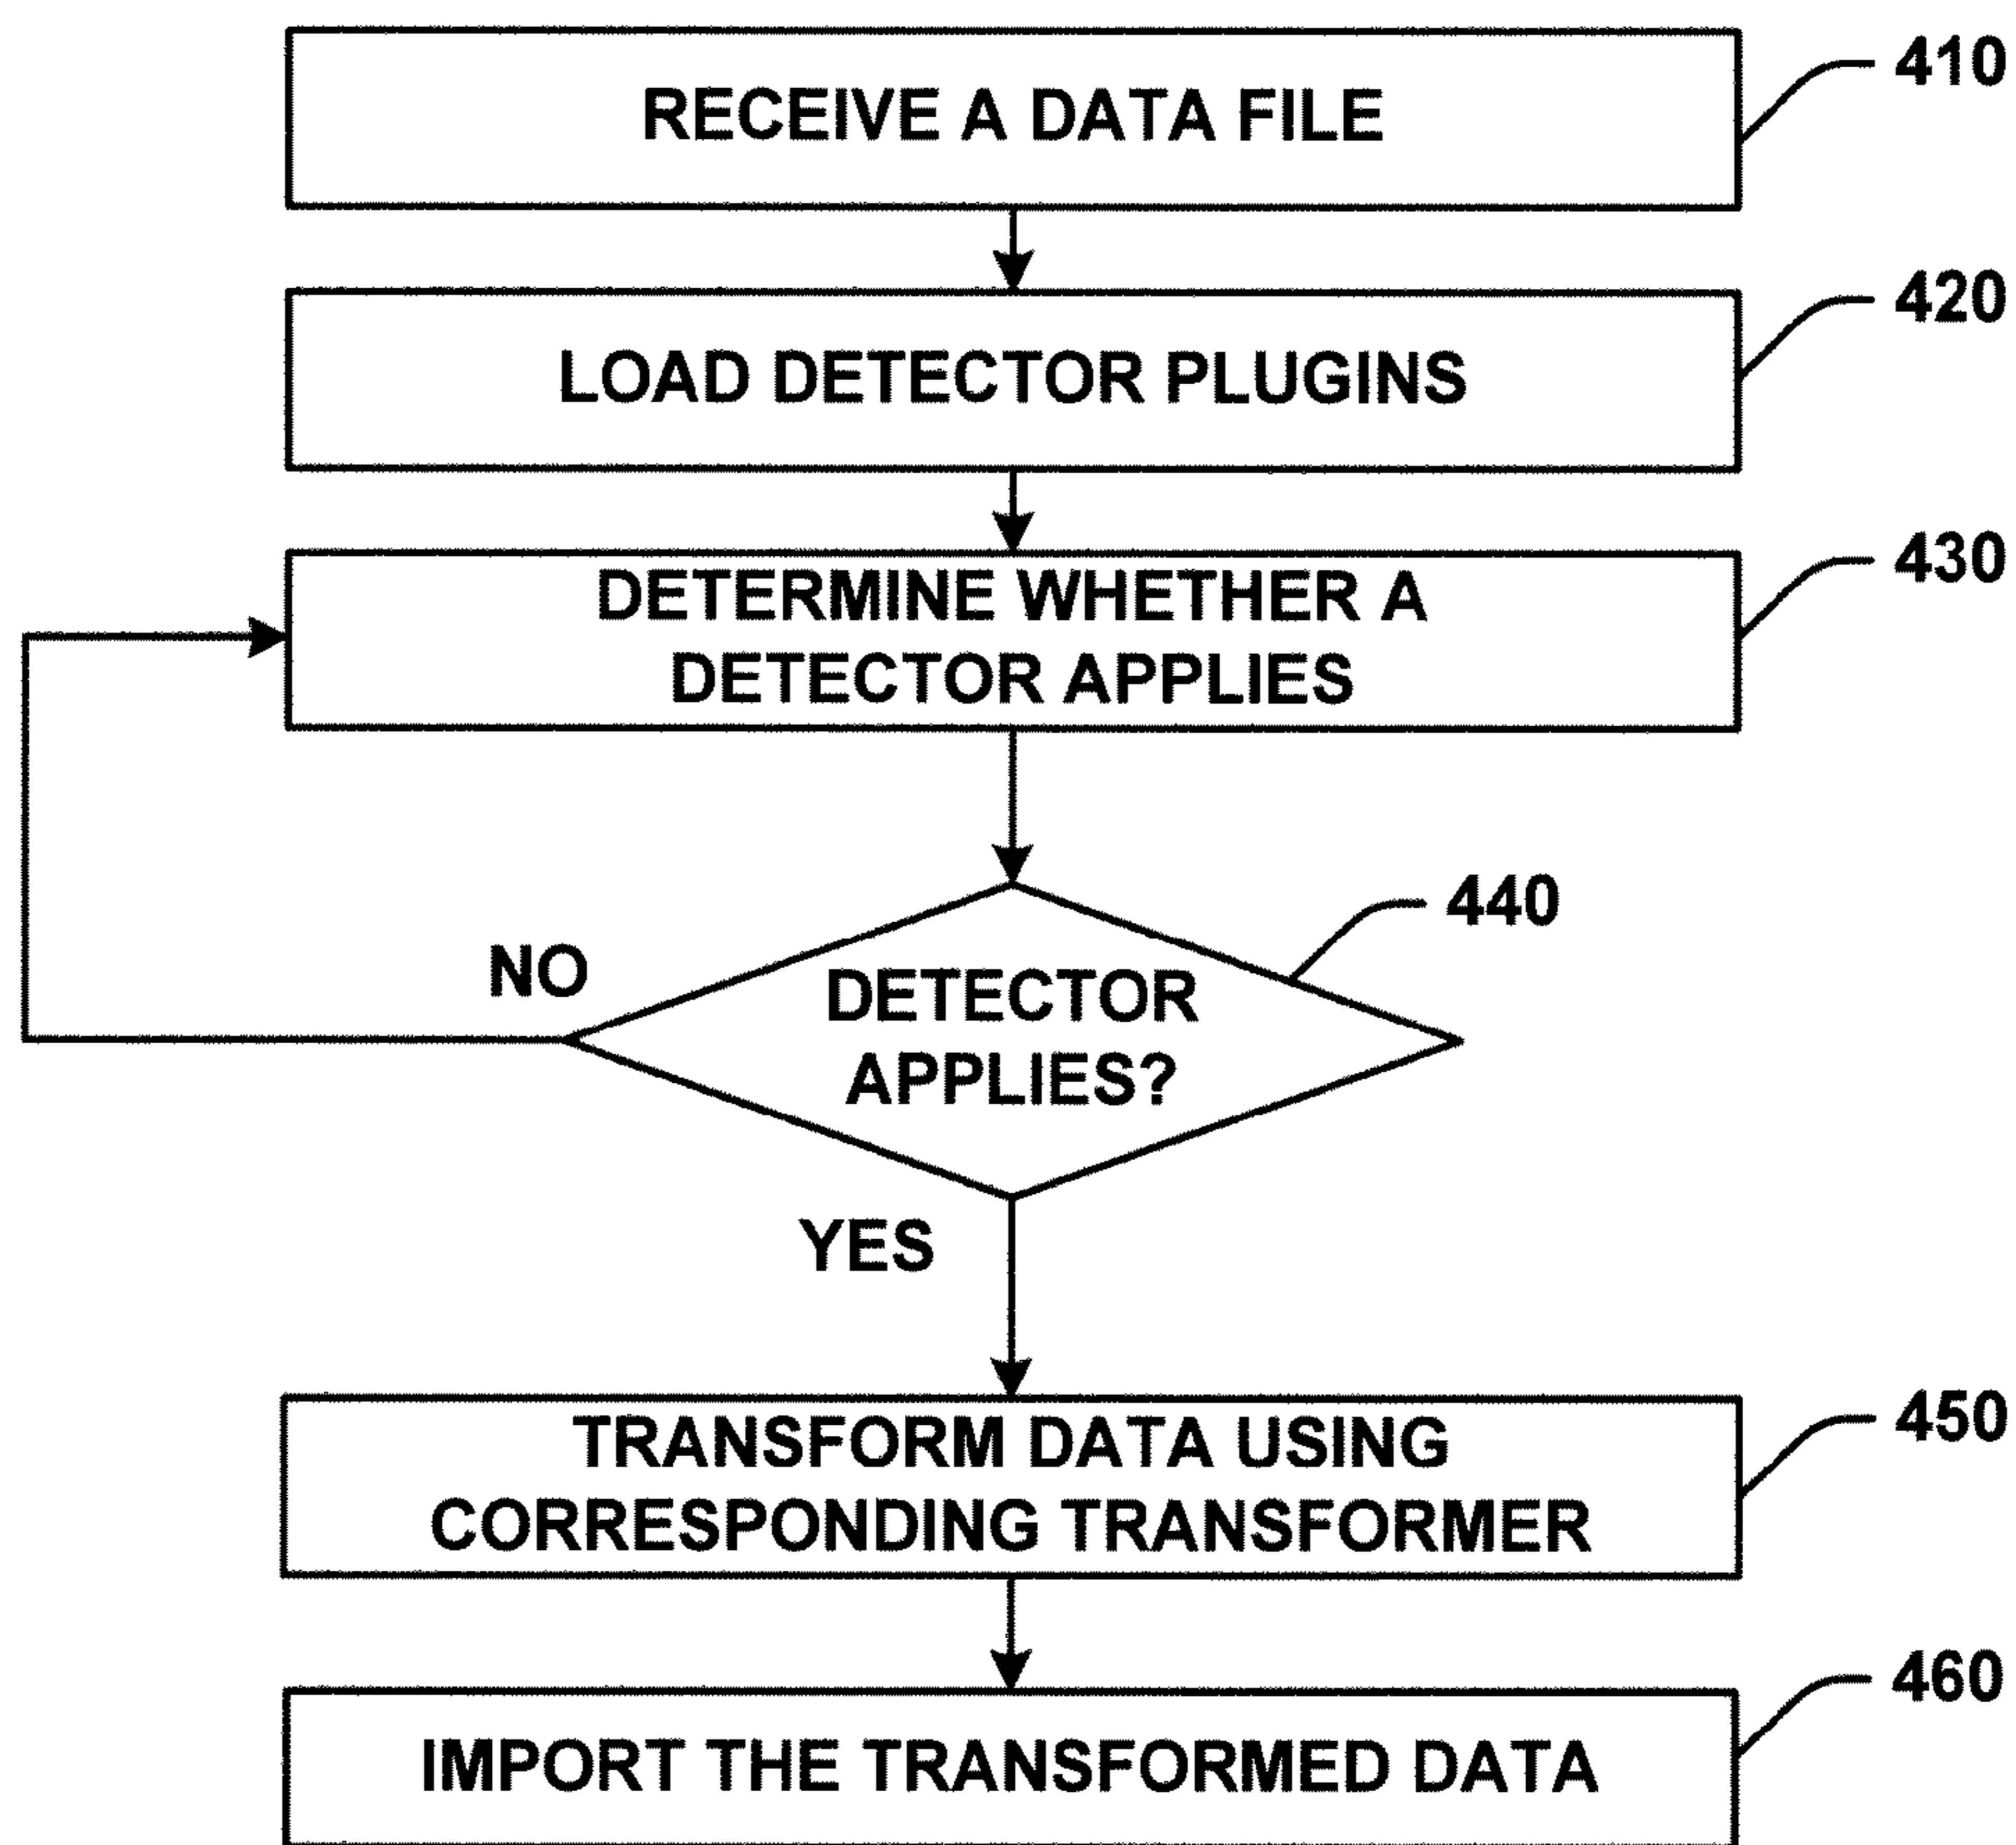 RECEIVE A DATA FILE
410
LOAD DETECTOR PLUGINS
420
DETERMINE WHETHER A
DETECTOR APPLIES
430
DETECTOR
APPLIES?
440
NO
YES
TRANSFORM DATA USING
CORRESPONDING TRANSFORMER
450
IMPORT THE TRANSFORMED DATA
460